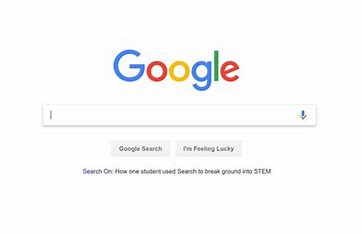 Google
Google Search I'm Feeling Lucky
Search On: How one student used Search to break ground into STEM